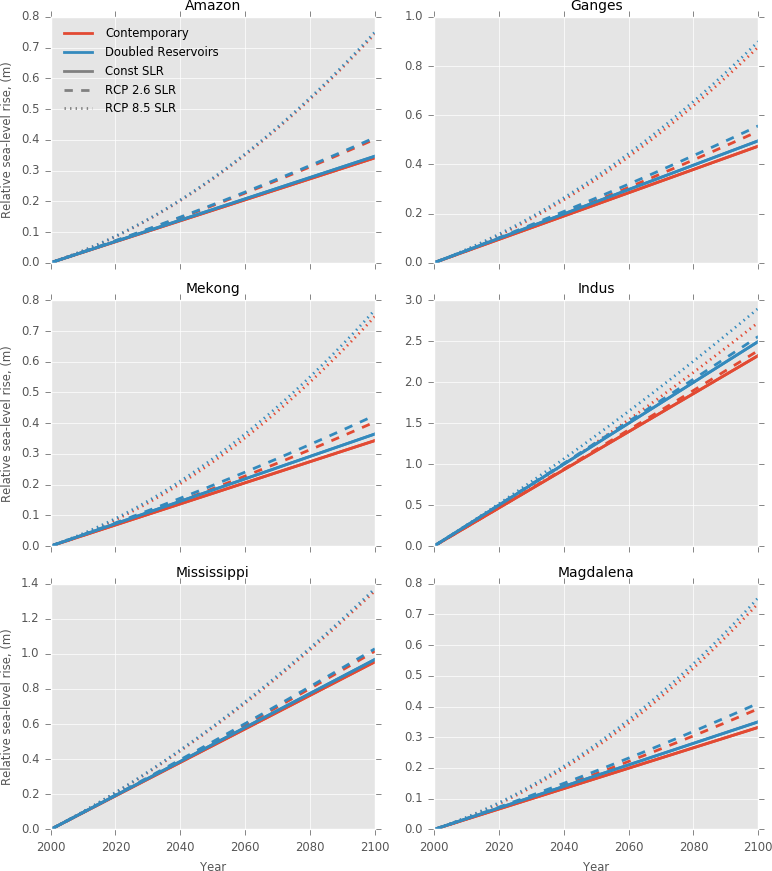 Amazon
Ganges
0.8
0.7
0.6
0.5
0.4
0.3
0.2
0.1
0.0
Relative sea-level rise, (m)
Contemporary
Doubled Reservoirs
Const SLR
RCP 2.6 SLR
RCP 8.5 SLR
1.0
0.8
0.6
0.4
0.2
0.0
Mekong
Indus
0.8
0.7
0.6
0.5
0.4
0.3
0.2
0.1
0.0
Relative sea-level rise, (m)
3.0
2.5
2.0
1.5
1.0
0.5
0.0
Mississippi
Magdalena
1.4
1.2
1.0
0.8
0.6
0.4
0.2
0.0
Relative sea-level rise, (m)
2000 2020 2040 2060 2080 2100
Year
0.8
0.7
0.6
0.5
0.4
0.3
0.2
0.1
0.0
2000 2020 2040 2060 2080 2100
Year